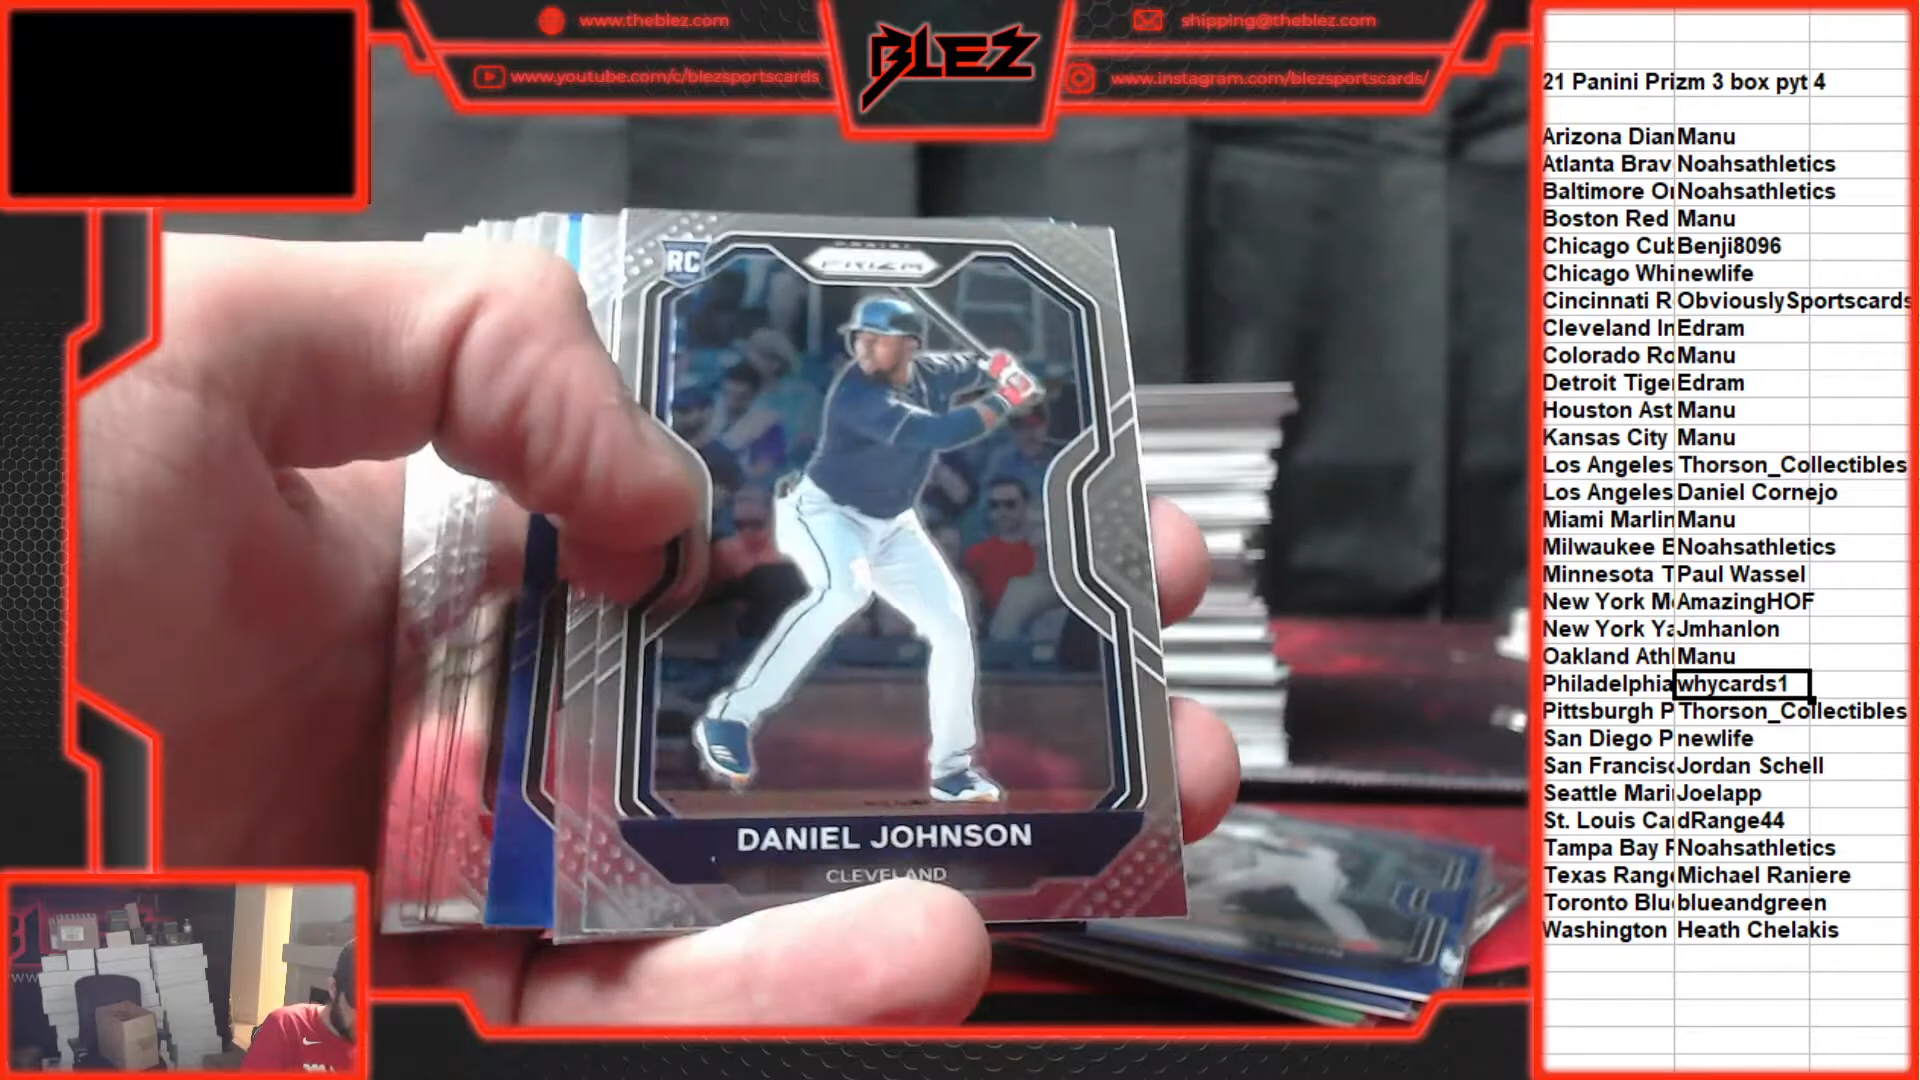 www.theblez.com
shipping@theblez.com
BLEZ
www.youtube.com/c/blezsportscards
www.instagram.com/blezsportscards/
21 Panini Prizm 3 box pyt 4
Arizona Diam Manu
Atlanta Brav Noahsathletics
Baltimore Or Noahsathletics
Boston Red Manu
Chicago Cub Benji8096
Chicago Whi newlife
Cincinnati R ObviouslySportscards
Cleveland In Edram
Colorado Ro Manu
Detroit Tige Edram
Houston Ast Manu
Kansas City Manu
Los Angeles Thorson_Collectibles
Los Angeles Daniel Cornejo
Miami Marlin Manu
Milwaukee B Noahsathletics
Minnesota T Paul Wassel
New York M AmazingHOF
New York Ya Jmhanlon
Oakland Ath Manu
Philadelphia whycards1
Pittsburgh P Thorson_Collectibles
San Diego P newlife
San Francisc Jordan Schell
Seattle Mari Joelapp
St. Louis Car dRange44
Tampa Bay R Noahsathletics
Texas Range Michael Raniere
Toronto Blu blueandgreen
Washington Heath Chelakis
RC
PANINI
PRIZM
DANIEL JOHNSON
CLEVELAND